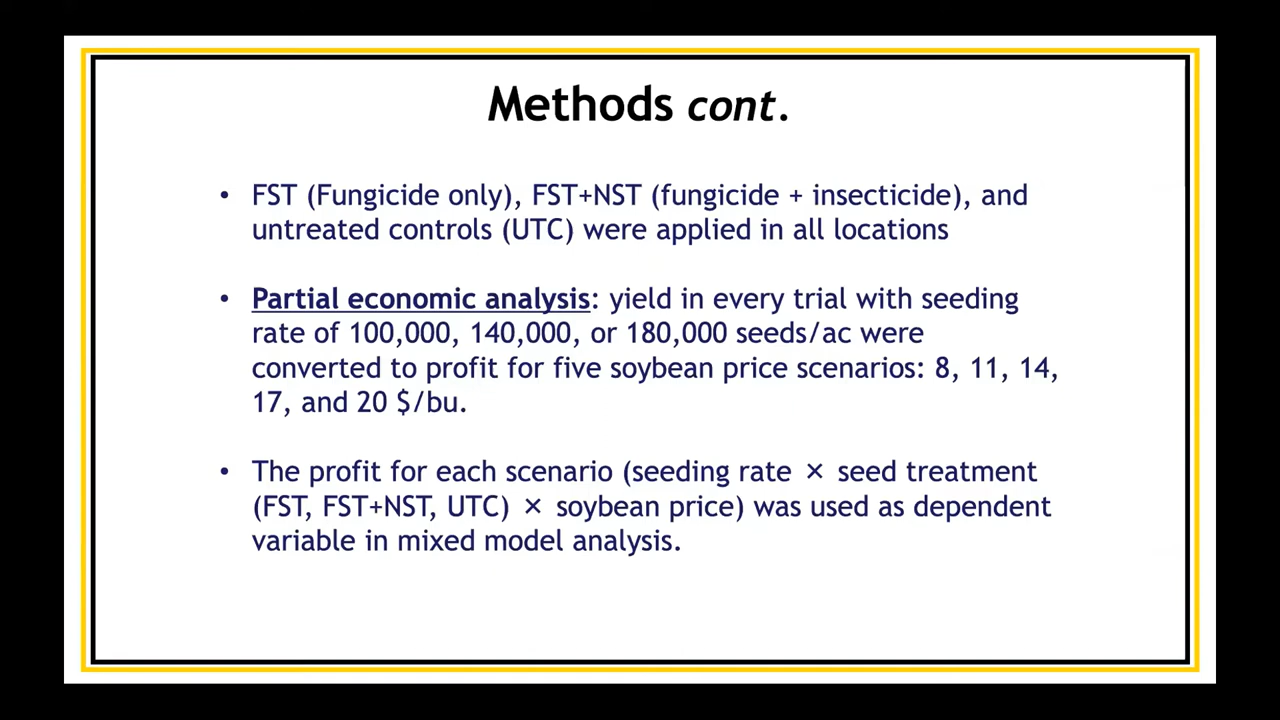 Methods cont.
• FST (Fungicide only), FST+NST (fungicide + insecticide), and
untreated controls (UTC) were applied in all locations
• Partial economic analysis: yield in every trial with seeding
rate of 100,000, 140,000, or 180,000 seeds/ac were
converted to profit for five soybean price scenarios: 8, 11, 14,
17, and 20 $/bu.
• The profit for each scenario (seeding rate × seed treatment
(FST, FST+NST, UTC) × soybean price) was used as dependent
variable in mixed model analysis.